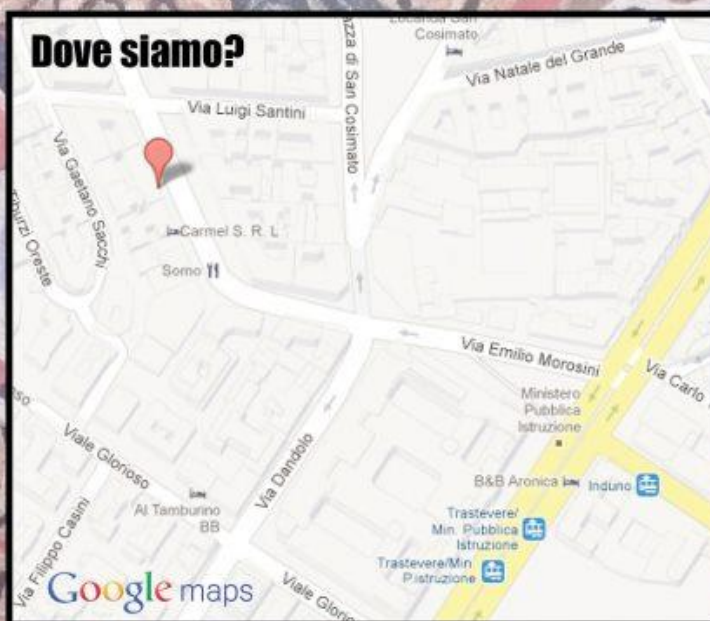 Dove siamo?
Cosimato
Via Natale del Grande
Via Luigi Santini
di San Cosimato
Via Gaetano Sacchi
Oreste
Carmel S. R. L
Somo
Via Emilio Morosini
Via Carlo
Ministero
Pubblica
Istruzione
Viale Glorioso
Via Dandolo
B&B Aronica
Induno
Al Tamburino
BB
Trastevere/
Min. Pubblica
Istruzione
Trastevere/Min
P.istruzione
Via Filippo Casini
Viale
Google maps